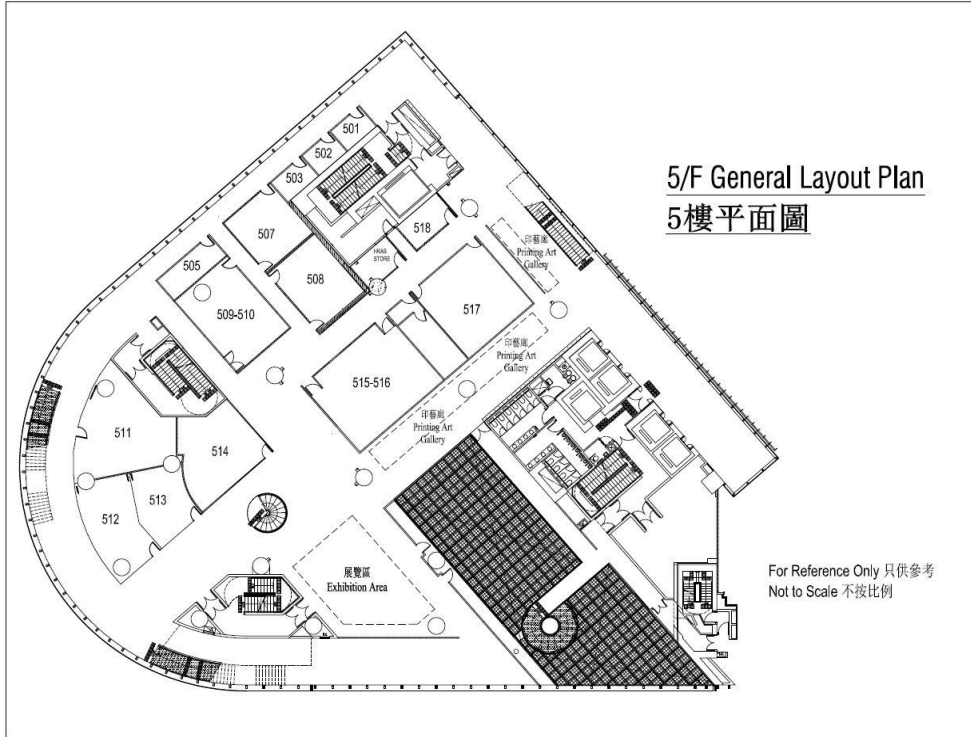 5/F General Layout Plan
5樓平面圖
501
502
503
507
518
HKAS
STORE
印藝廊
Printing Art
Gallery
505
508
509-510
517
印藝廊
Printing Art
Gallery
515-516
印藝廊
Printing Art
Gallery
511
514
513
512
展覽區
Exhibition Area
For Reference Only 只供參考
Not to Scale 不按比例